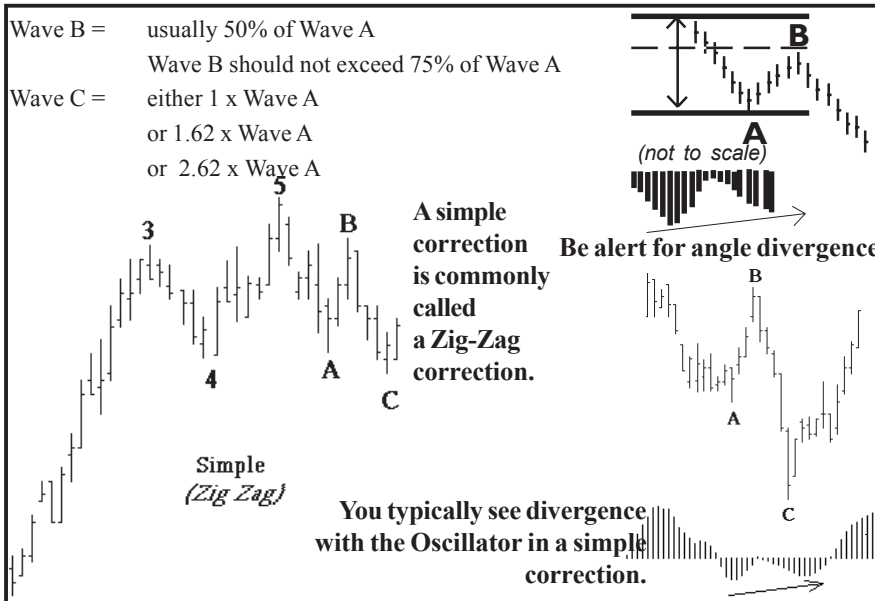 Wave B = usually 50% of Wave A
Wave B should not exceed 75% of Wave A
Wave C = either 1 x Wave A
or 1.62 x Wave A
or 2.62 x Wave A
B
A
(not to scale)
Be alert for angle divergence
3
5
B
4
A
C
A simple
correction
is commonly
called
a Zig-Zag
correction.
B
A
C
Simple
(Zig Zag)
You typically see divergence
with the Oscillator in a simple
correction.